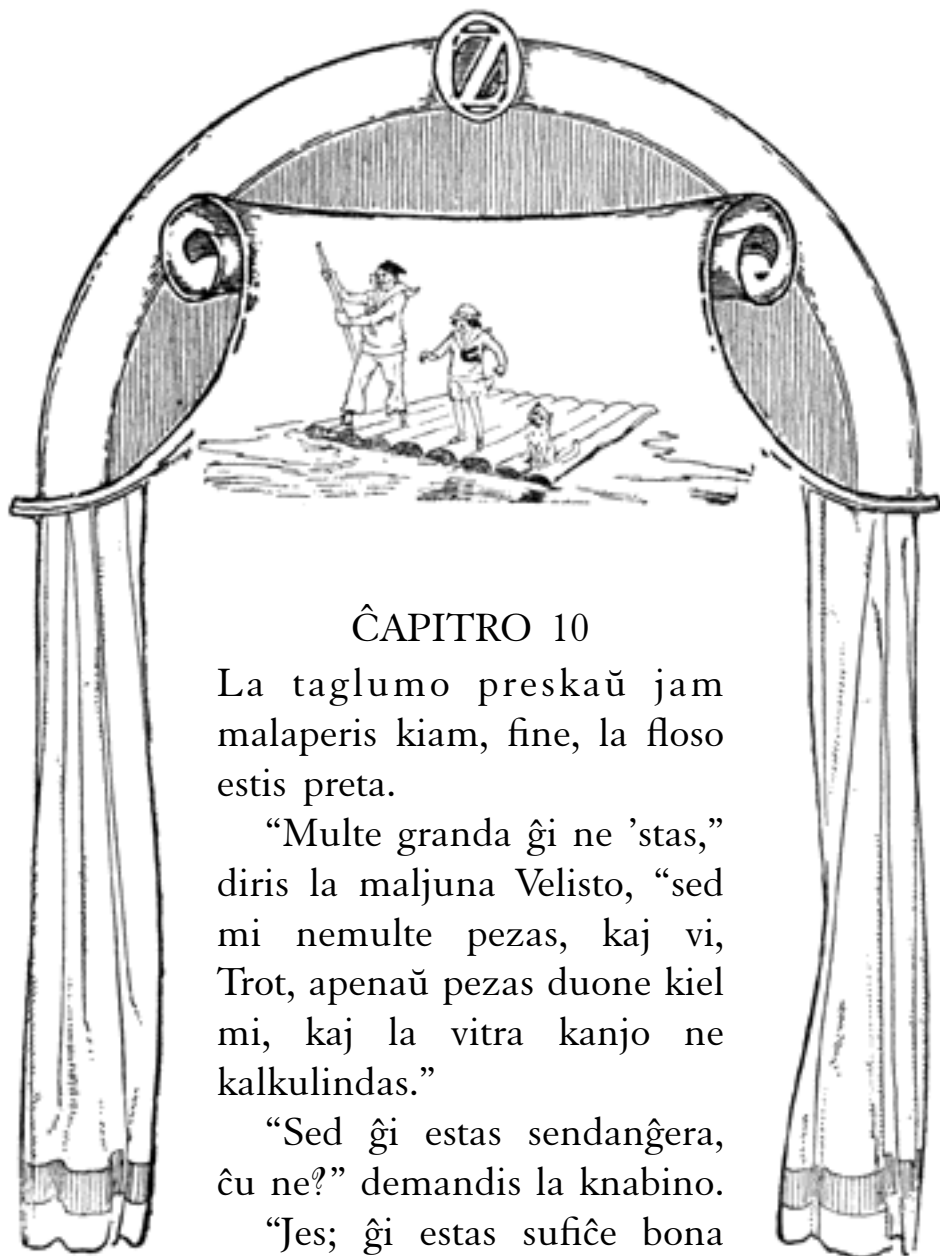 OZ
ĈAPITRO 10
La taglumo preskaŭ jam
malaperis kiam, fine, la floso
estis preta.
“Multe granda ĝi ne ’stas,”
diris la maljuna Velisto, “sed
mi nemulte pezas, kaj vi,
Trot, apenaŭ pezas duone kiel
mi, kaj la vitra kanjo ne
kalkulindas.”
“Sed ĝi estas sendanĝera,
ĉu ne?” demandis la knabino.
“Jes; ĝi estas sufiĉe bona